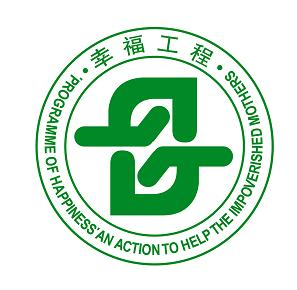 ·幸福工程·
'PROGRAMME OF HAPPINESS'AN ACTION TO HELP THE IMPOVERISHED MOTHERS